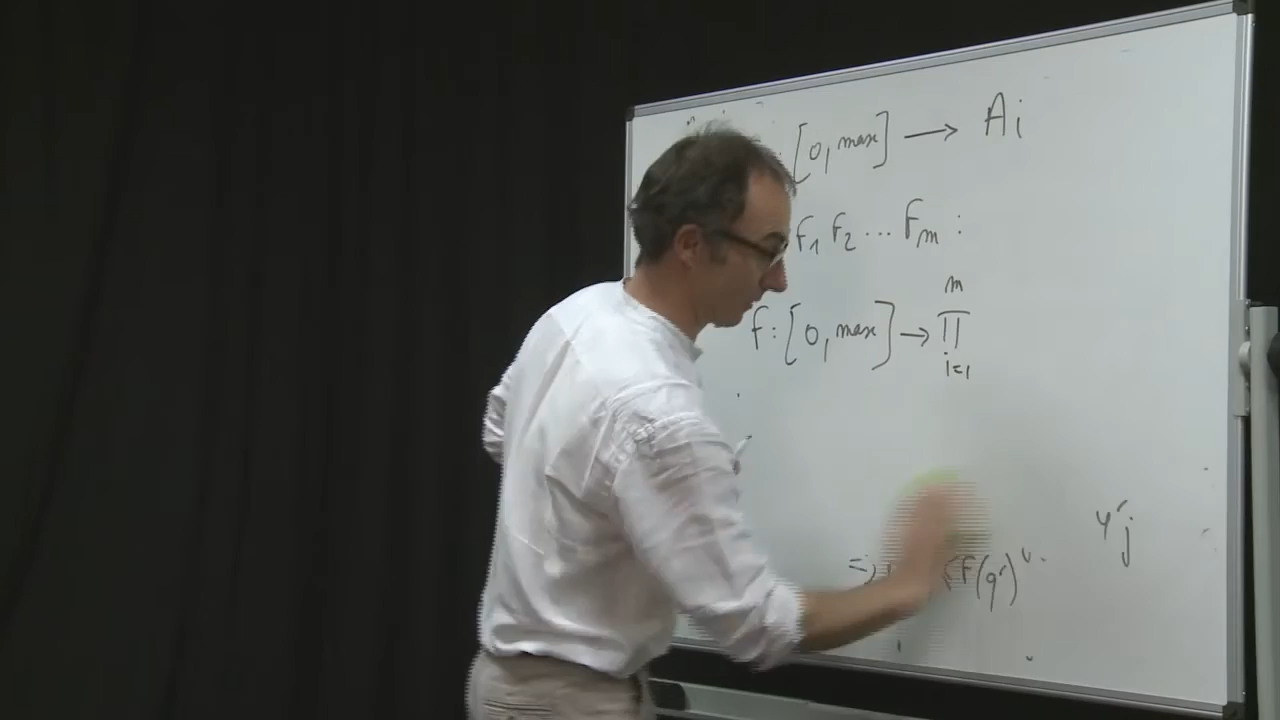 : [0, max] → Ai
F1 F2 ... Fm :
m
F : [0, max] → ∏
i=1
y'j
=> F(q')